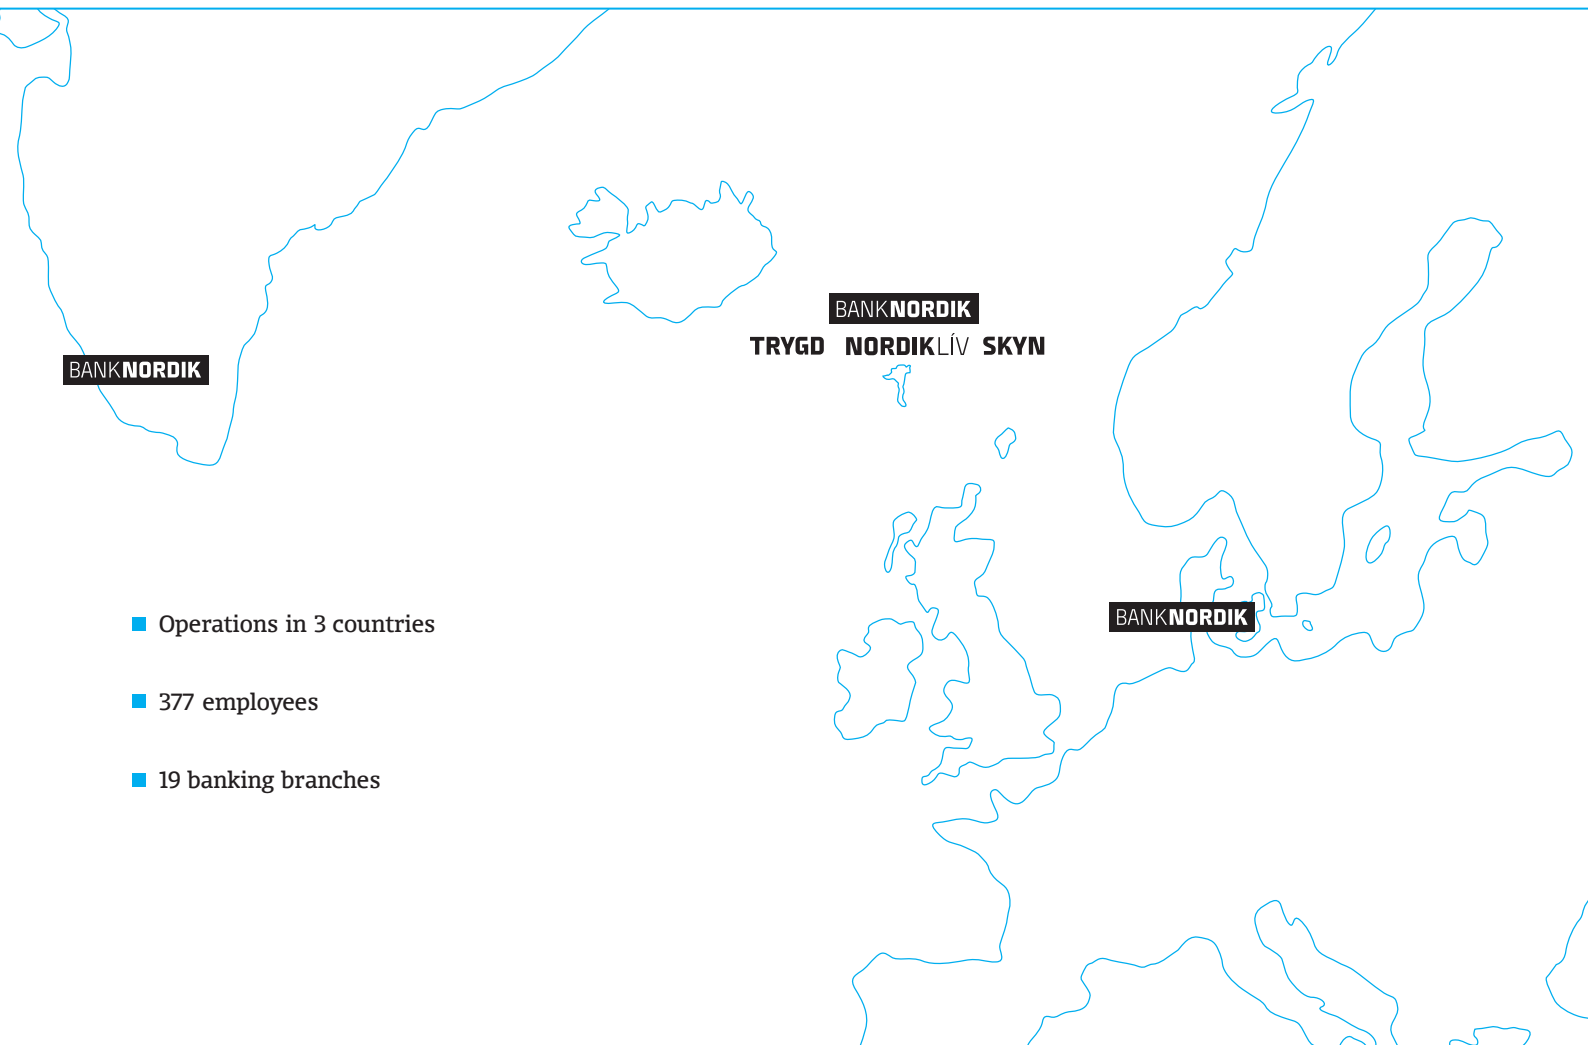 BANKNORDIK
TRYGD NORDIKLÍV SKYN
BANKNORDIK
BANKNORDIK
Operations in 3 countries
377 employees
19 banking branches